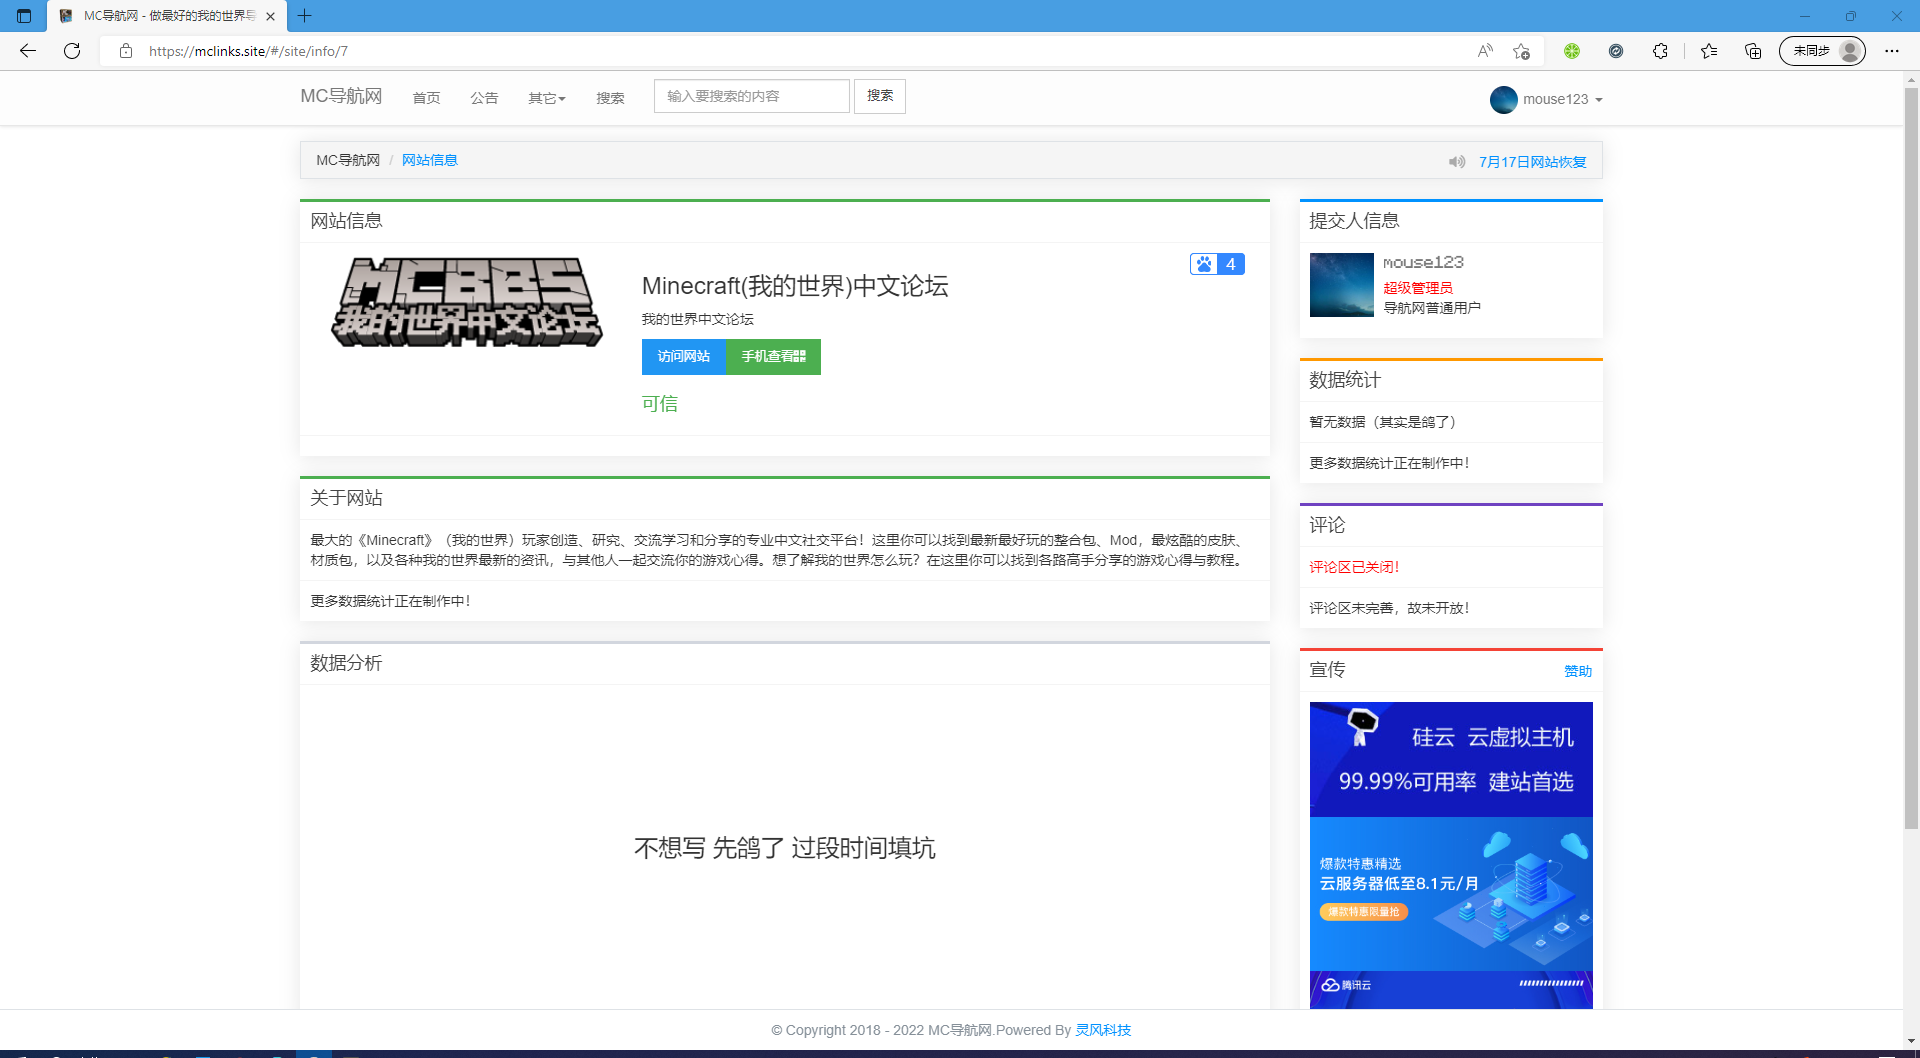 MC导航网 - 做最好的我的世界导
https://mclinks.site/#/site/info/7
未同步
MC导航网 首页 公告 其它 搜索 输入要搜索的内容 搜索 mouse123
MC导航网 / 网站信息 7月17日网站恢复
网站信息
MCBBS
我的世界中文论坛
Minecraft(我的世界)中文论坛
4
我的世界中文论坛
访问网站 手机查看
可信
关于网站
最大的《Minecraft》（我的世界）玩家创造、研究、交流学习和分享的专业中文社交平台！这里你可以找到最新最好玩的整合包、Mod，最炫酷的皮肤、
材质包，以及各种我的世界最新的资讯，与其他人一起交流你的游戏心得。想了解我的世界怎么玩？在这里你可以找到各路高手分享的游戏心得与教程。
更多数据统计正在制作中！
数据分析
不想写 先鸽了 过段时间填坑
提交人信息
mouse123
超级管理员
导航网普通用户
数据统计
暂无数据（其实是鸽了）
更多数据统计正在制作中！
评论
评论区已关闭！
评论区未完善，故未开放！
宣传 赞助
硅云 云虚拟主机
99.99%可用率 建站首选
爆款特惠精选
云服务器低至8.1元/月
爆款特惠限量抢
腾讯云
© Copyright 2018 - 2022 MC导航网.Powered By 灵风科技